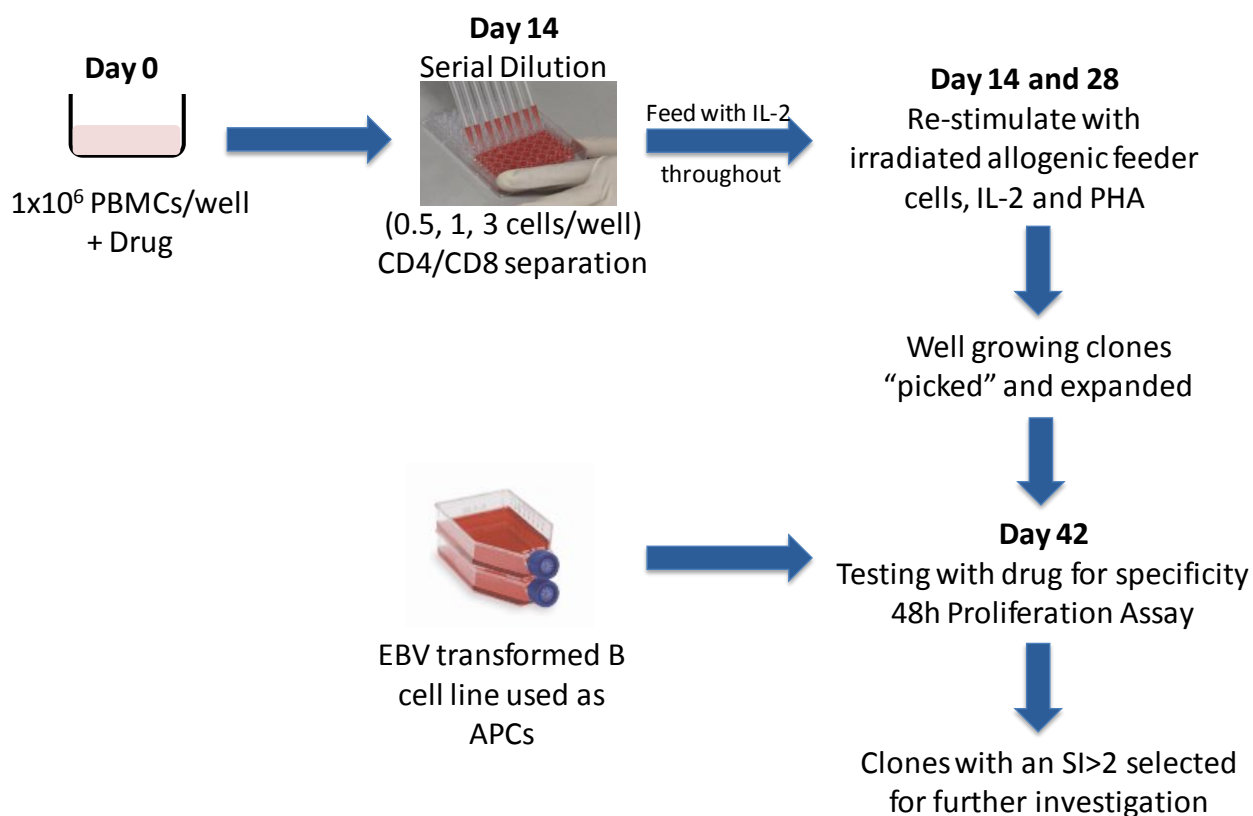 Day 0
1x10⁶ PBMCs/well
+ Drug
Day 14
Serial Dilution
(0.5, 1, 3 cells/well)
CD4/CD8 separation
Feed with IL-2
throughout
Day 14 and 28
Re-stimulate with
irradiated allogenic feeder
cells, IL-2 and PHA
Well growing clones
“picked” and expanded
EBV transformed B
cell line used as
APCs
Day 42
Testing with drug for specificity
48h Proliferation Assay
Clones with an SI>2 selected
for further investigation